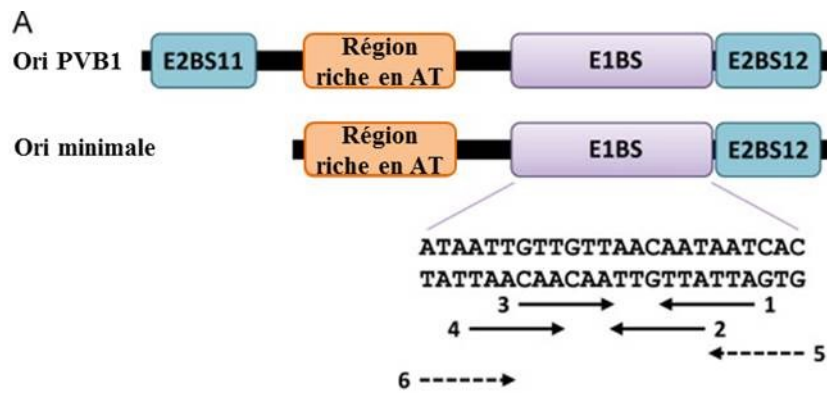 A
Ori PVB1
E2BS11
Région
riche en AT
E1BS
E2BS12
Ori minimale
Région
riche en AT
E1BS
E2BS12
ATAATTGTTGTTAACAATAATCAC
TATTAACAACAATTGTTATTAGTG
3
1
4
2
5
6